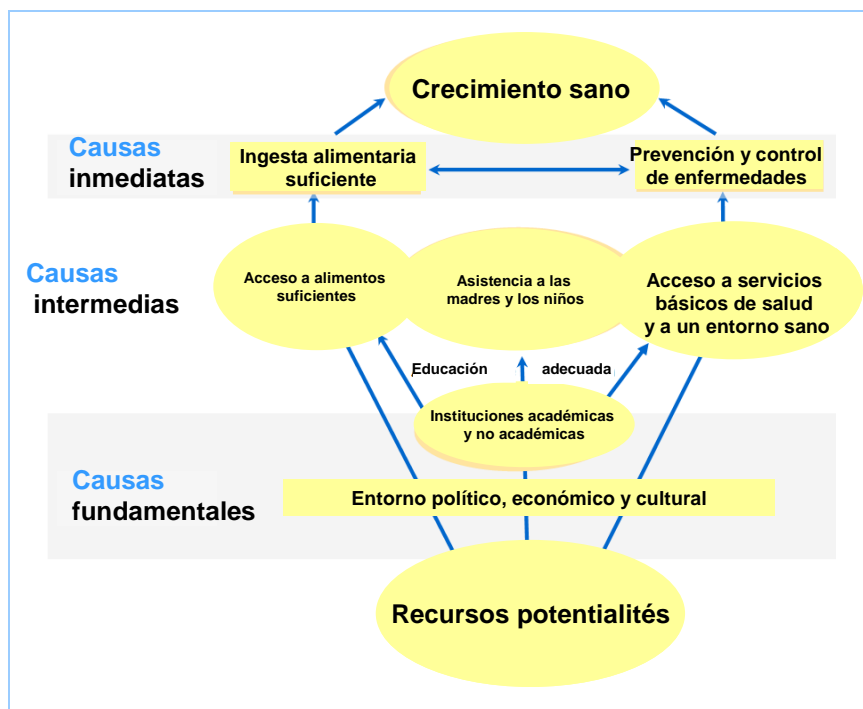 Crecimiento sano
Causas
inmediatas
Ingesta alimentaria
suficiente
Prevención y control
de enfermedades
Causas
intermedias
Acceso a alimentos
suficientes
Asistencia a las
madres y los niños
Acceso a servicios
básicos de salud
y a un entorno sano
Educación adecuada
Instituciones académicas
y no académicas
Causas
fundamentales
Entorno político, económico y cultural
Recursos potentialités